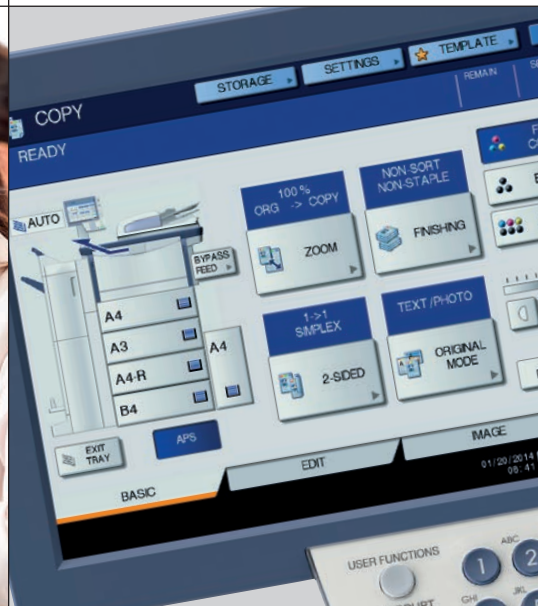 STORAGE
SETTINGS
TEMPLATE
COPY
REMAIN
READY
AUTO
100 %
ORG -> COPY
ZOOM
NON-SORT
NON-STAPLE
FINISHING
BYPASS
FEED
A4
A3
A4-R
B4
A4
1->1
SIMPLEX
2-SIDED
TEXT/PHOTO
ORIGINAL
MODE
EXIT
TRAY
APS
BASIC
EDIT
IMAGE
01/20/2014
USER FUNCTIONS
1
ABC
2
GHI
JKL